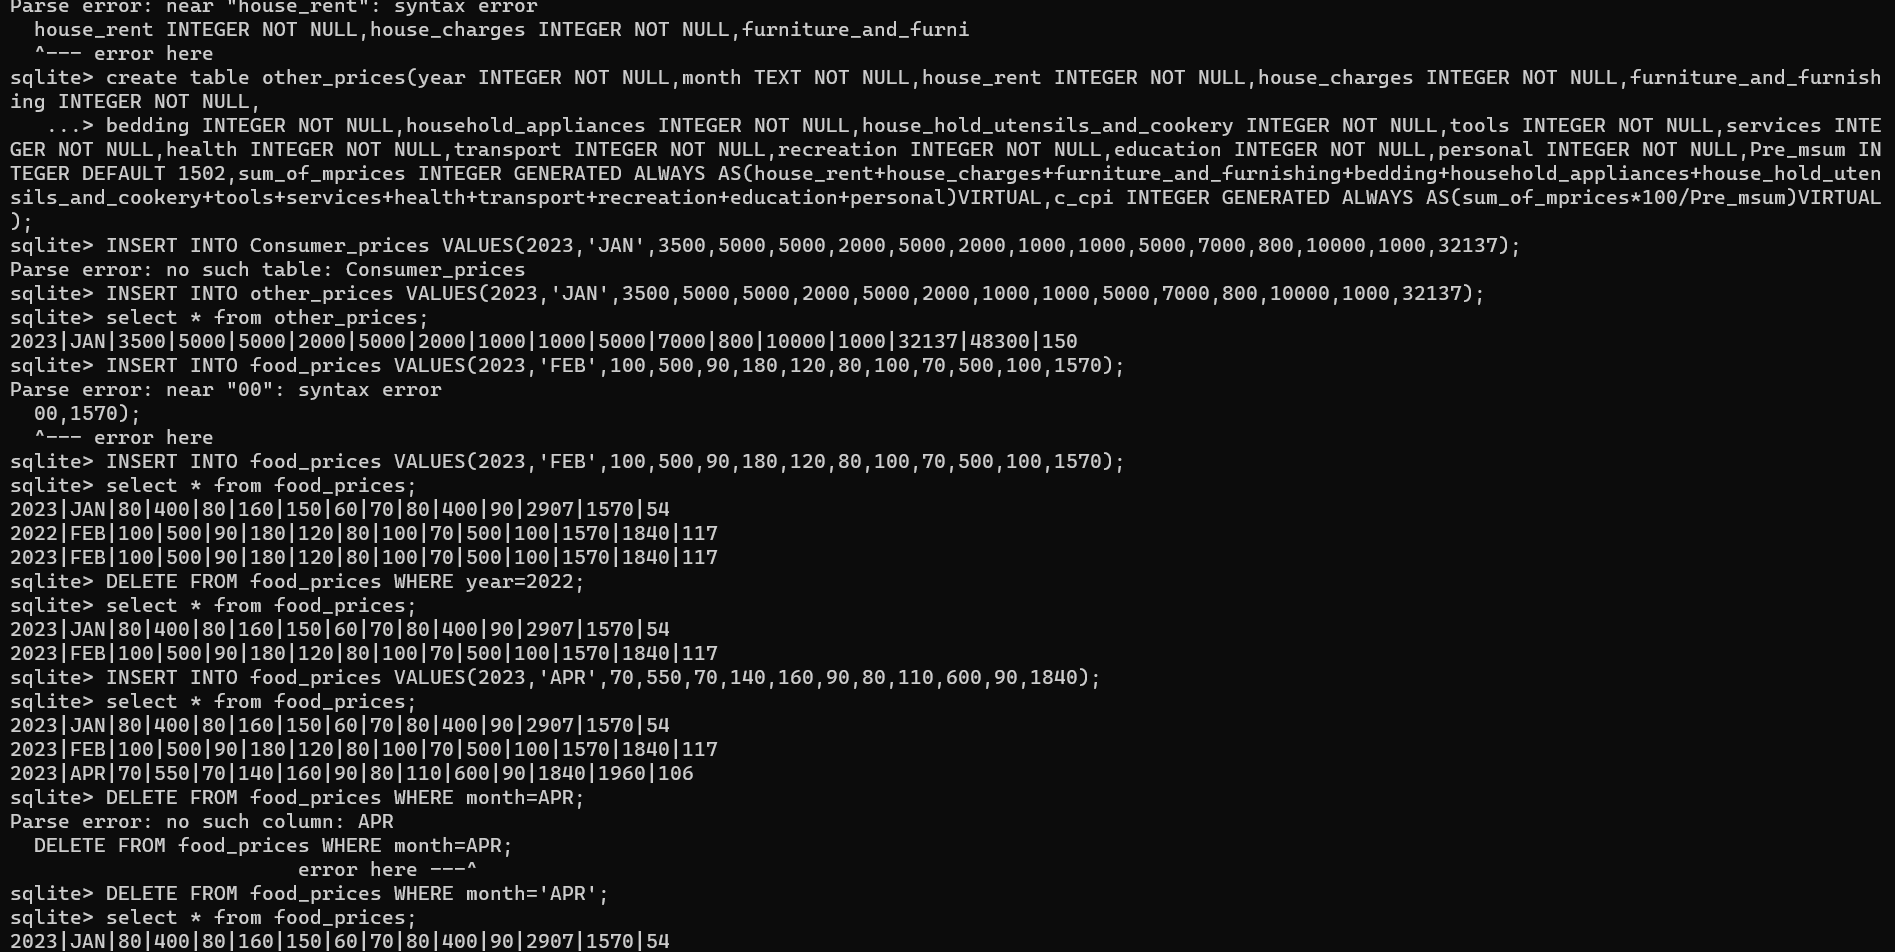 Parse error: near "house_rent": syntax error
  house_rent INTEGER NOT NULL,house_charges INTEGER NOT NULL,furniture_and_furni
  ^--- error here
sqlite> create table other_prices(year INTEGER NOT NULL,month TEXT NOT NULL,house_rent INTEGER NOT NULL,house_charges INTEGER NOT NULL,furniture_and_furnish
ing INTEGER NOT NULL,
   ...> bedding INTEGER NOT NULL,household_appliances INTEGER NOT NULL,house_hold_utensils_and_cookery INTEGER NOT NULL,tools INTEGER NOT NULL,services INTE
GER NOT NULL,health INTEGER NOT NULL,transport INTEGER NOT NULL,recreation INTEGER NOT NULL,education INTEGER NOT NULL,personal INTEGER NOT NULL,Pre_msum IN
TEGER DEFAULT 1502,sum_of_mprices INTEGER GENERATED ALWAYS AS(house_rent+house_charges+furniture_and_furnishing+bedding+household_appliances+house_hold_uten
sils_and_cookery+tools+services+health+transport+recreation+education+personal)VIRTUAL,c_cpi INTEGER GENERATED ALWAYS AS(sum_of_mprices*100/Pre_msum)VIRTUAL
);
sqlite> INSERT INTO Consumer_prices VALUES(2023,'JAN',3500,5000,5000,2000,5000,2000,1000,1000,5000,7000,800,10000,1000,32137);
Parse error: no such table: Consumer_prices
sqlite> INSERT INTO other_prices VALUES(2023,'JAN',3500,5000,5000,2000,5000,2000,1000,1000,5000,7000,800,10000,1000,32137);
sqlite> select * from other_prices;
2023|JAN|3500|5000|5000|2000|5000|2000|1000|1000|5000|7000|800|10000|1000|32137|48300|150
sqlite> INSERT INTO food_prices VALUES(2023,'FEB',100,500,90,180,120,80,100,70,500,100,1570);
Parse error: near "00": syntax error
  00,1570);
  ^--- error here
sqlite> INSERT INTO food_prices VALUES(2023,'FEB',100,500,90,180,120,80,100,70,500,100,1570);
sqlite> select * from food_prices;
2023|JAN|80|400|80|160|150|60|70|80|400|90|2907|1570|54
2022|FEB|100|500|90|180|120|80|100|70|500|100|1570|1840|117
2023|FEB|100|500|90|180|120|80|100|70|500|100|1570|1840|117
sqlite> DELETE FROM food_prices WHERE year=2022;
sqlite> select * from food_prices;
2023|JAN|80|400|80|160|150|60|70|80|400|90|2907|1570|54
2023|FEB|100|500|90|180|120|80|100|70|500|100|1570|1840|117
sqlite> INSERT INTO food_prices VALUES(2023,'APR',70,550,70,140,160,90,80,110,600,90,1840);
sqlite> select * from food_prices;
2023|JAN|80|400|80|160|150|60|70|80|400|90|2907|1570|54
2023|FEB|100|500|90|180|120|80|100|70|500|100|1570|1840|117
2023|APR|70|550|70|140|160|90|80|110|600|90|1840|1960|106
sqlite> DELETE FROM food_prices WHERE month=APR;
Parse error: no such column: APR
  DELETE FROM food_prices WHERE month=APR;
                        error here ---^
sqlite> DELETE FROM food_prices WHERE month='APR';
sqlite> select * from food_prices;
2023|JAN|80|400|80|160|150|60|70|80|400|90|2907|1570|54